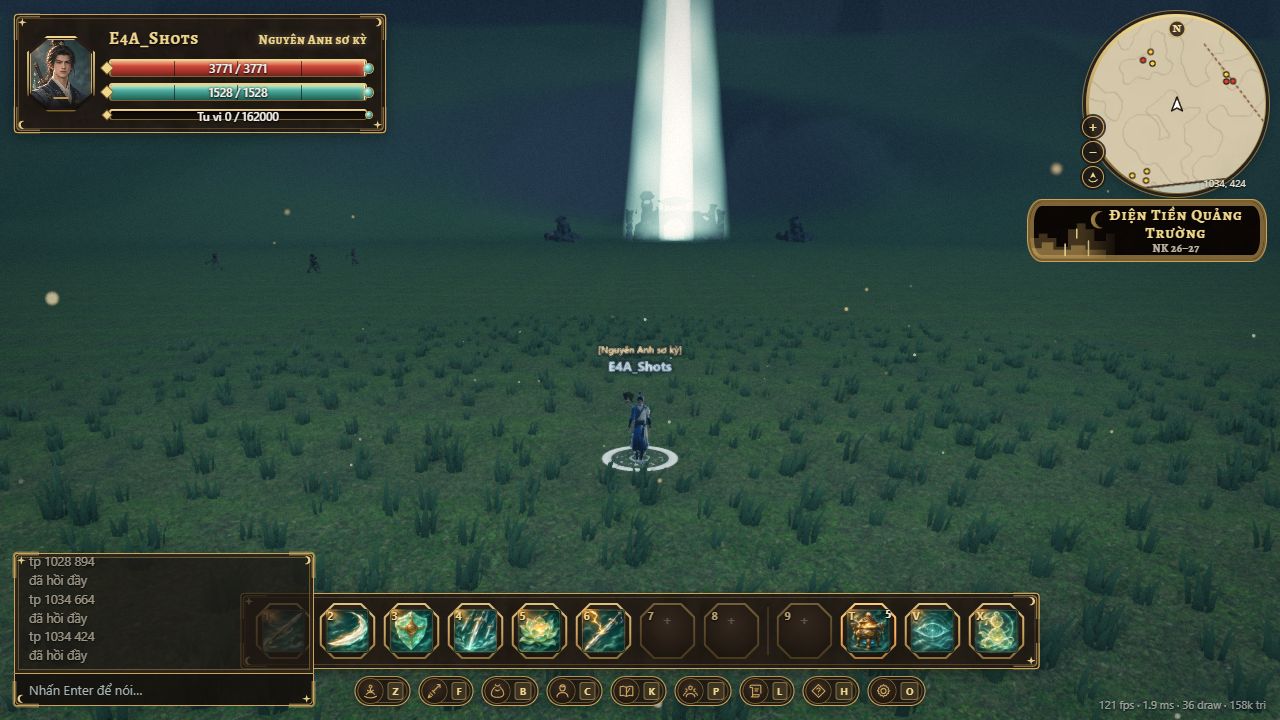 E4A_Shots
Nguyên Anh sơ kỳ
3771 / 3771
1528 / 1528
Tu vi 0 / 162000
N
+
−
1034, 424
Điện Tiền Quảng
Trường
NK 26–27
[Nguyên Anh sơ kỳ]
E4A_Shots
tp 1028 894
đã hồi đầy
tp 1034 664
đã hồi đầy
tp 1034 424
đã hồi đầy
Nhấn Enter để nói...
2 3 4 5 6 7 + 8 + 9 + T 5 V X
Z F B C K P L H O
121 fps · 1.9 ms · 36 draw · 158k tri